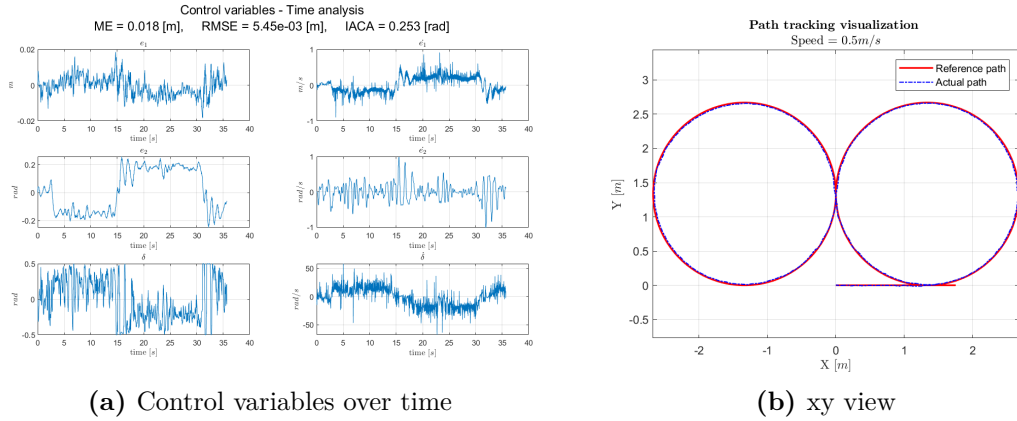 Control variables - Time analysis
ME = 0.018 [m], RMSE = 5.45e-03 [m], IACA = 0.253 [rad]
e₁
0.02
0
-0.02
m
0 5 10 15 20 25 30 35 40
time [s]
ė₁
1
0
-1
m/s
0 5 10 15 20 25 30 35 40
time [s]
e₂
0.2
0
-0.2
rad
0 5 10 15 20 25 30 35 40
time [s]
ė₂
1
0
-1
rad/s
0 5 10 15 20 25 30 35 40
time [s]
δ
0.5
0
-0.5
rad
0 5 10 15 20 25 30 35 40
time [s]
δ̇
50
0
-50
rad/s
0 5 10 15 20 25 30 35 40
time [s]
(a) Control variables over time
Path tracking visualization
Speed = 0.5m/s
Reference path
Actual path
3
2.5
2
1.5
1
0.5
0
-0.5
Y [m]
-2 -1 0 1 2
X [m]
(b) xy view